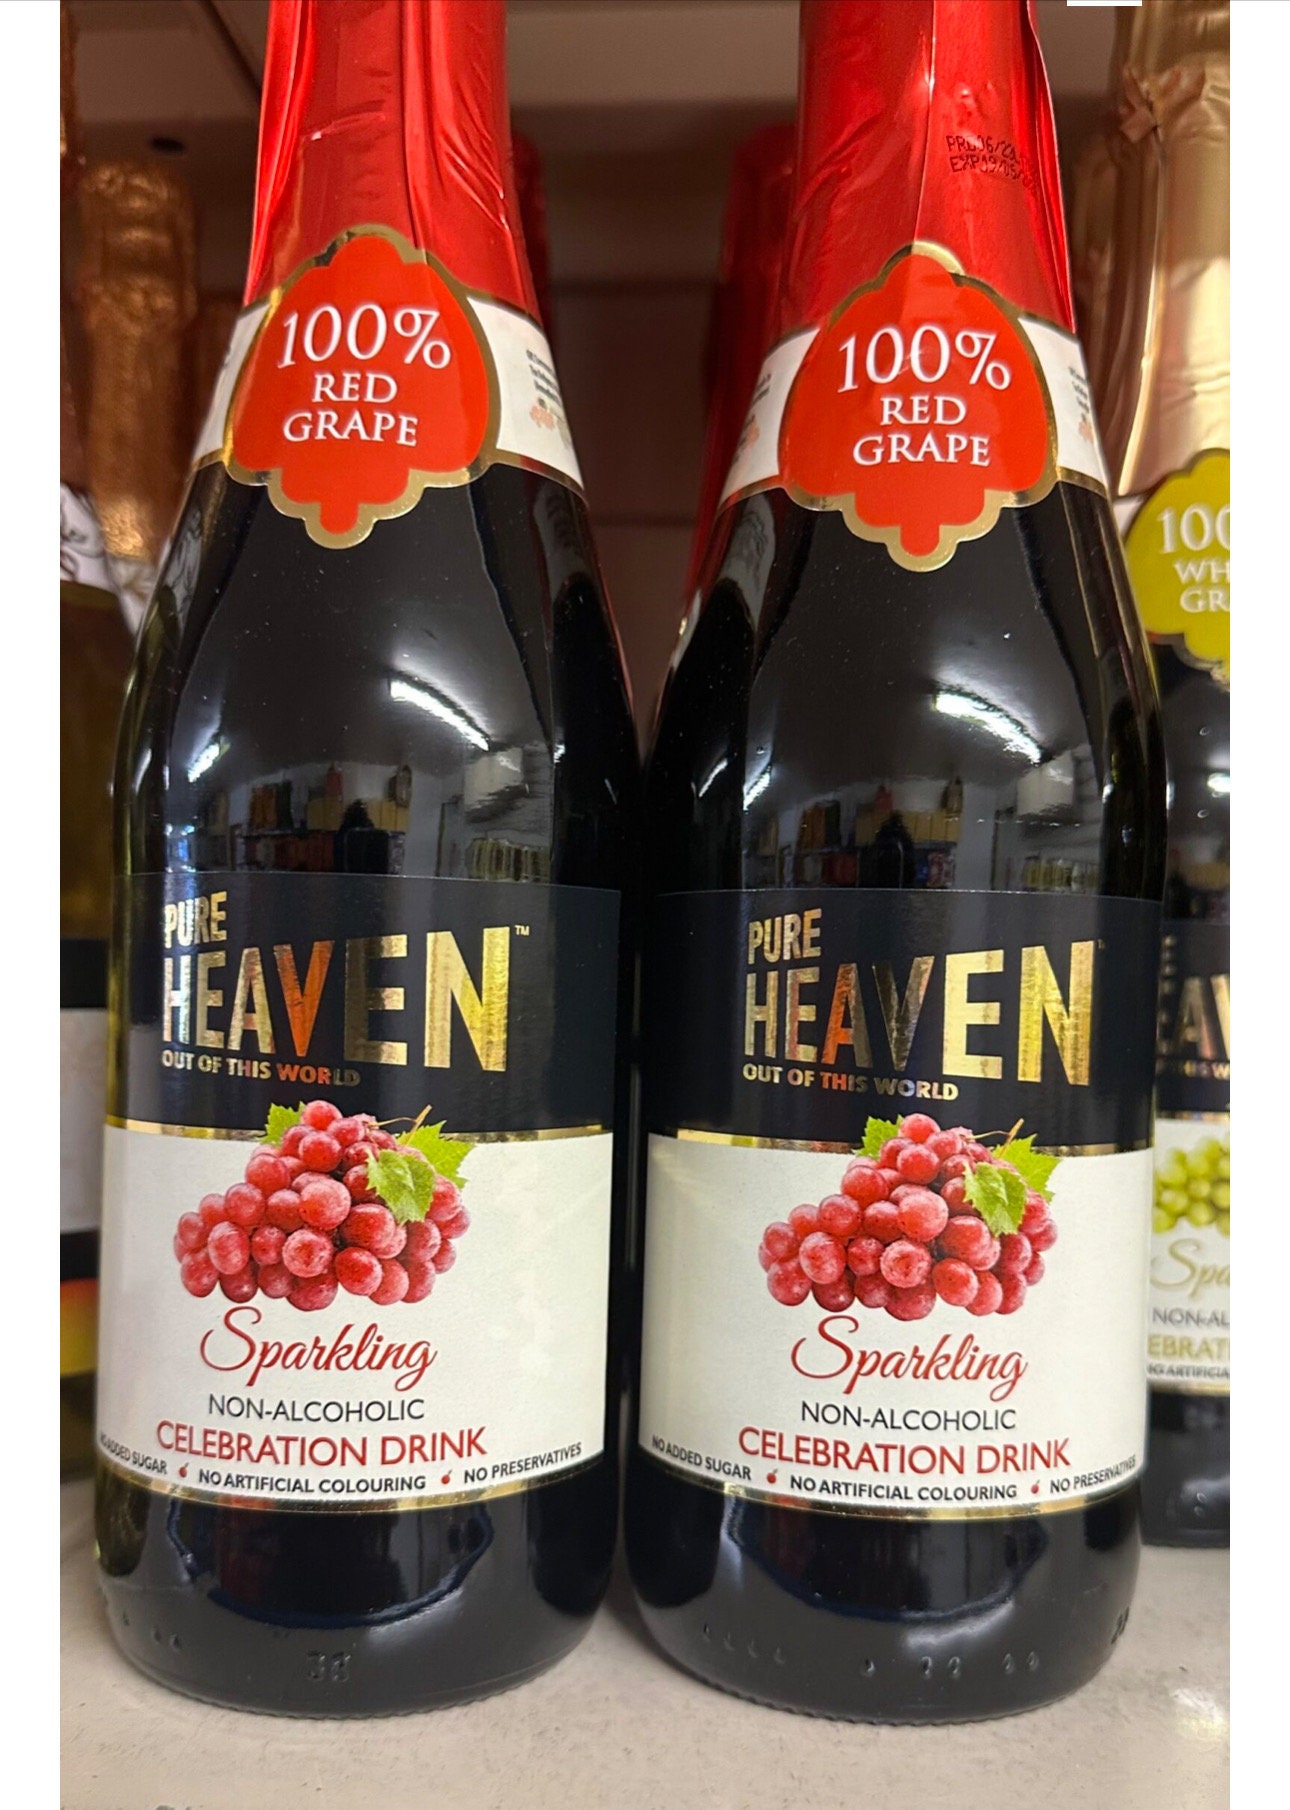 100%
RED
GRAPE
PURE
HEAVEN™
OUT OF THIS WORLD
Sparkling
NON-ALCOHOLIC
CELEBRATION DRINK
NO ADDED SUGAR NO ARTIFICIAL COLOURING NO PRESERVATIVES
100%
RED
GRAPE
PURE
HEAVEN
OUT OF THIS WORLD
Sparkling
NON-ALCOHOLIC
CELEBRATION DRINK
NO ADDED SUGAR NO ARTIFICIAL COLOURING NO PRESERVATIVES